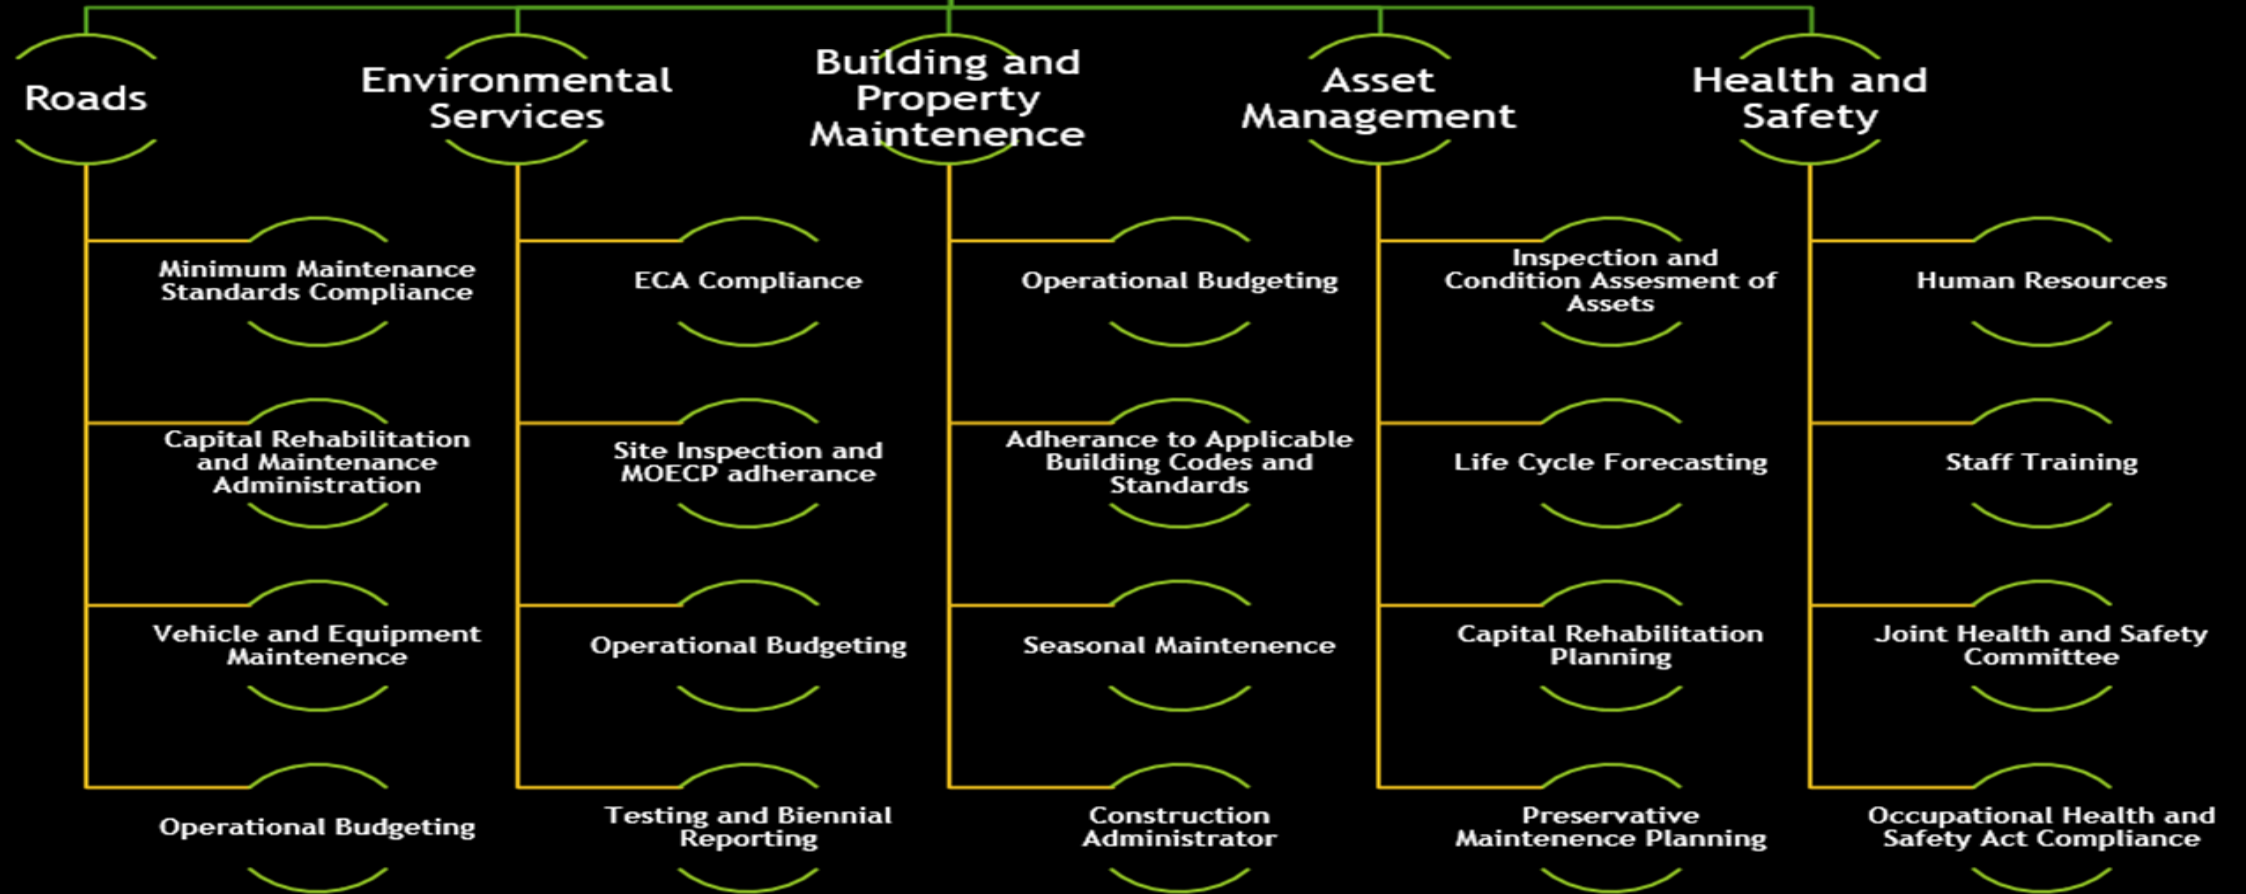 Roads
Environmental
Services
Building and
Property
Maintenence
Asset
Management
Health and
Safety
Minimum Maintenance
Standards Compliance
Capital Rehabilitation
and Maintenance
Administration
Vehicle and Equipment
Maintenence
Operational Budgeting
ECA Compliance
Site Inspection and
MOECP adherance
Operational Budgeting
Testing and Biennial
Reporting
Operational Budgeting
Adherance to Applicable
Building Codes and
Standards
Seasonal Maintenence
Construction
Administrator
Inspection and
Condition Assesment of
Assets
Life Cycle Forecasting
Capital Rehabilitation
Planning
Preservative
Maintenence Planning
Human Resources
Staff Training
Joint Health and Safety
Committee
Occupational Health and
Safety Act Compliance